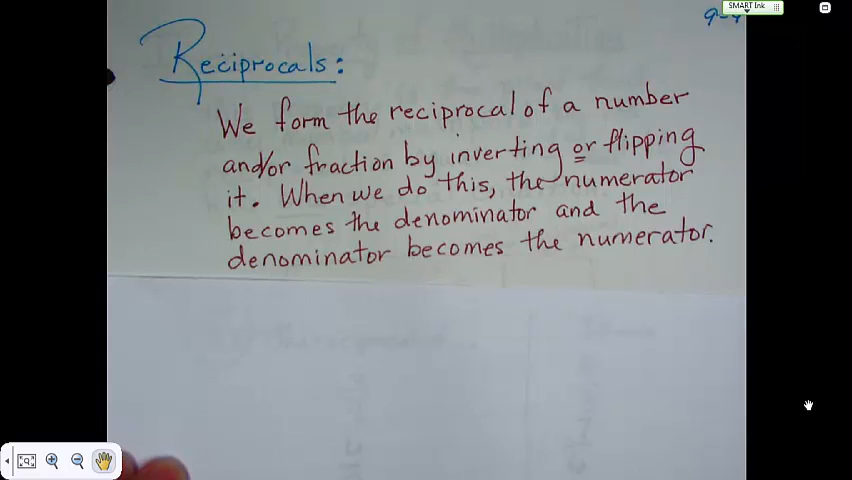 SMART Ink
Reciprocals:
We form the reciprocal of a number
and/or fraction by inverting or flipping
it. When we do this, the numerator
becomes the denominator and the
denominator becomes the numerator.